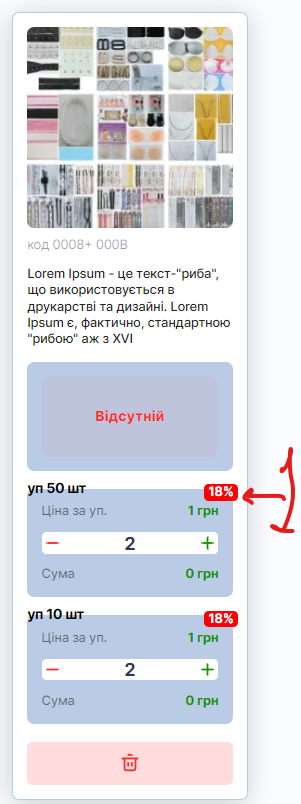 код 0008+ 000В
Lorem Ipsum - це текст-"риба",
що використовується в
друкарстві та дизайні. Lorem
Ipsum є, фактично, стандартною
"рибою" аж з XVI
Відсутній
уп 50 шт
18%
Ціна за уп.
1 грн
2
Сума
0 грн
уп 10 шт
18%
Ціна за уп.
1 грн
2
Сума
0 грн
1